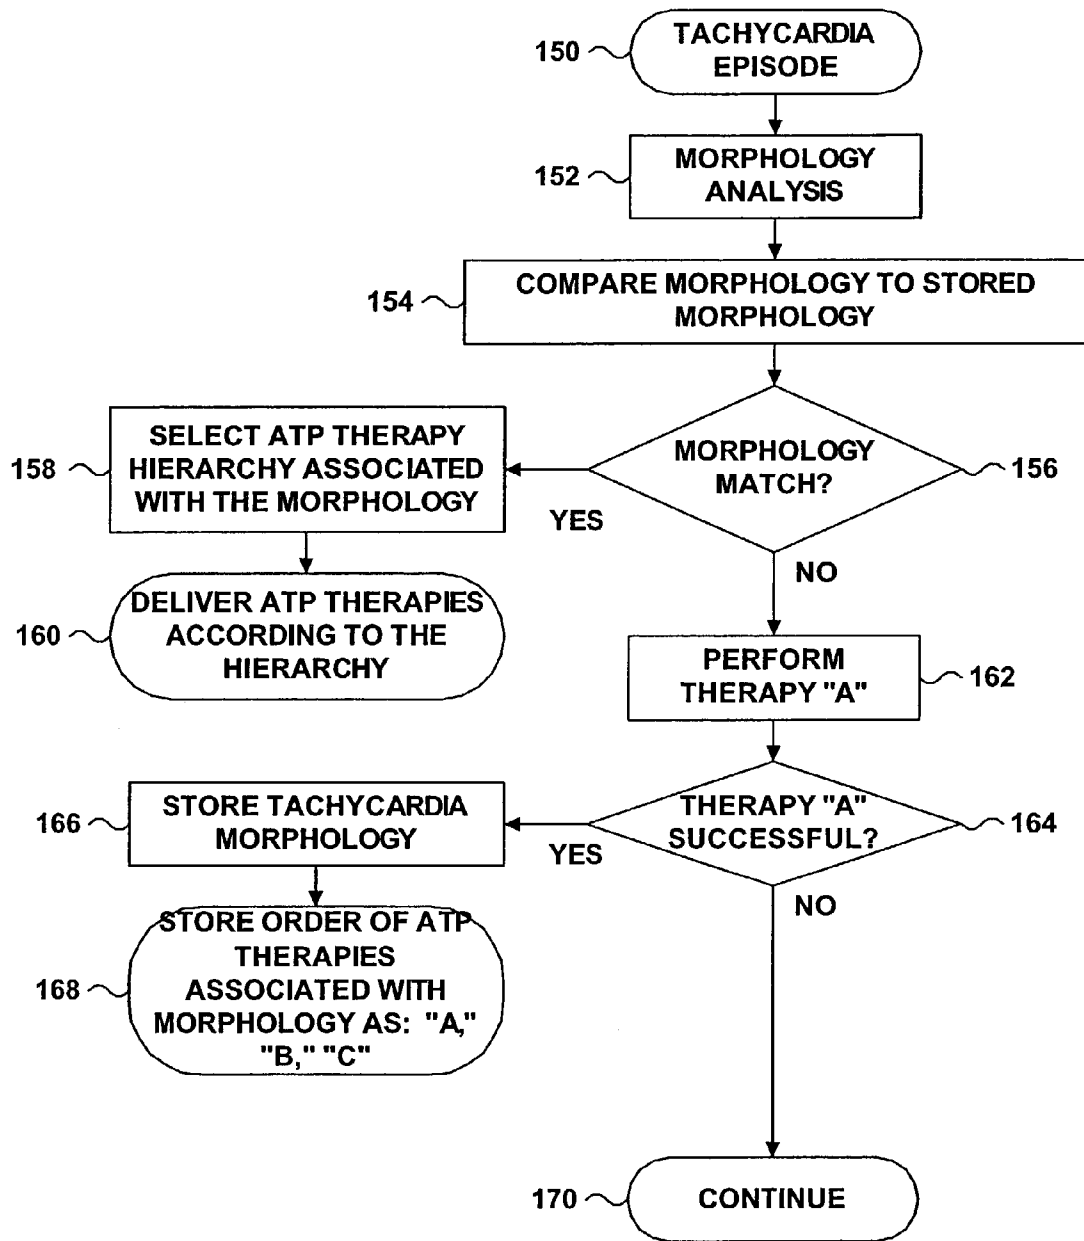 150
TACHYCARDIA
EPISODE
152
MORPHOLOGY
ANALYSIS
154
COMPARE MORPHOLOGY TO STORED
MORPHOLOGY
MORPHOLOGY
MATCH?
156
YES
NO
158
SELECT ATP THERAPY
HIERARCHY ASSOCIATED
WITH THE MORPHOLOGY
160
DELIVER ATP THERAPIES
ACCORDING TO THE
HIERARCHY
PERFORM
THERAPY "A"
162
THERAPY "A"
SUCCESSFUL?
164
YES
NO
166
STORE TACHYCARDIA
MORPHOLOGY
168
STORE ORDER OF ATP
THERAPIES
ASSOCIATED WITH
MORPHOLOGY AS: "A,"
"B," "C"
170
CONTINUE